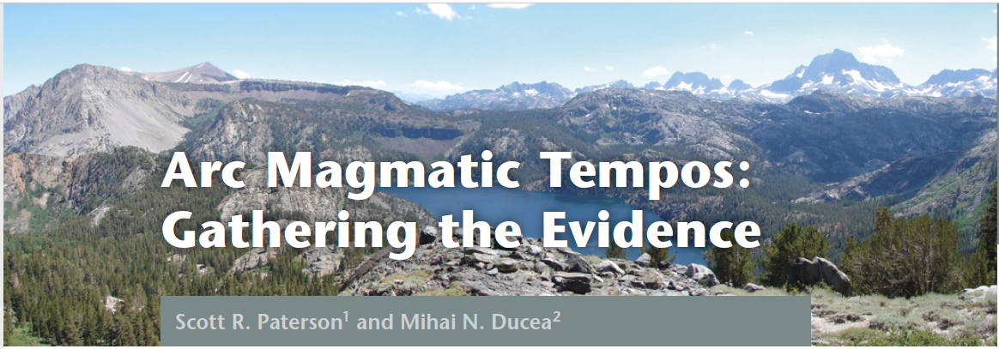 Arc Magmatic Tempos:
Gathering the Evidence
Scott R. Paterson¹ and Mihai N. Ducea²